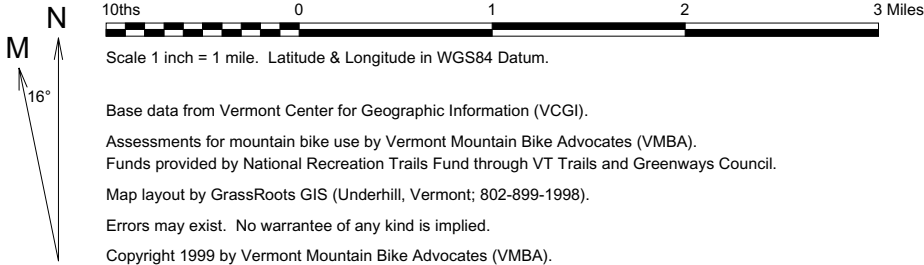 10ths 0 1 2 3 Miles
N
M
16°
Scale 1 inch = 1 mile. Latitude & Longitude in WGS84 Datum.
Base data from Vermont Center for Geographic Information (VCGI).
Assessments for mountain bike use by Vermont Mountain Bike Advocates (VMBA).
Funds provided by National Recreation Trails Fund through VT Trails and Greenways Council.
Map layout by GrassRoots GIS (Underhill, Vermont; 802-899-1998).
Errors may exist. No warrantee of any kind is implied.
Copyright 1999 by Vermont Mountain Bike Advocates (VMBA).